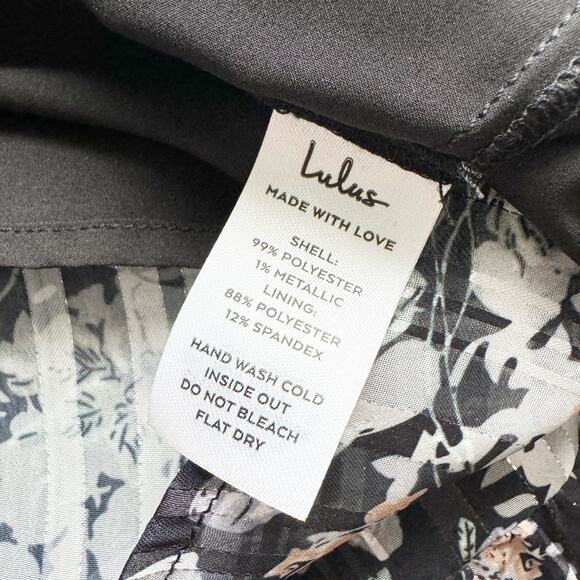 Lulus
MADE WITH LOVE
SHELL:
99% POLYESTER
1% METALLIC
LINING:
88% POLYESTER
12% SPANDEX
HAND WASH COLD
INSIDE OUT
DO NOT BLEACH
FLAT DRY